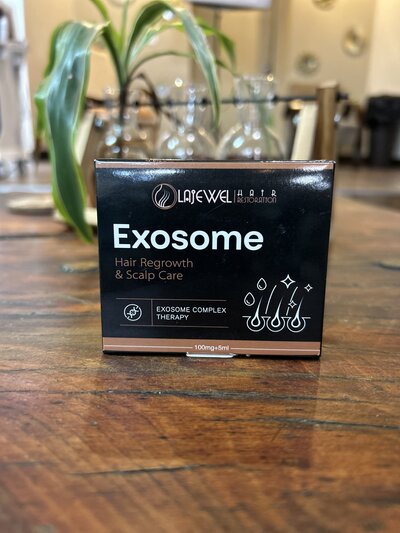 LAJEWEL | HAIR
RESTORATION
Exosome
Hair Regrowth
& Scalp Care
EXOSOME COMPLEX
THERAPY
100mg+5ml